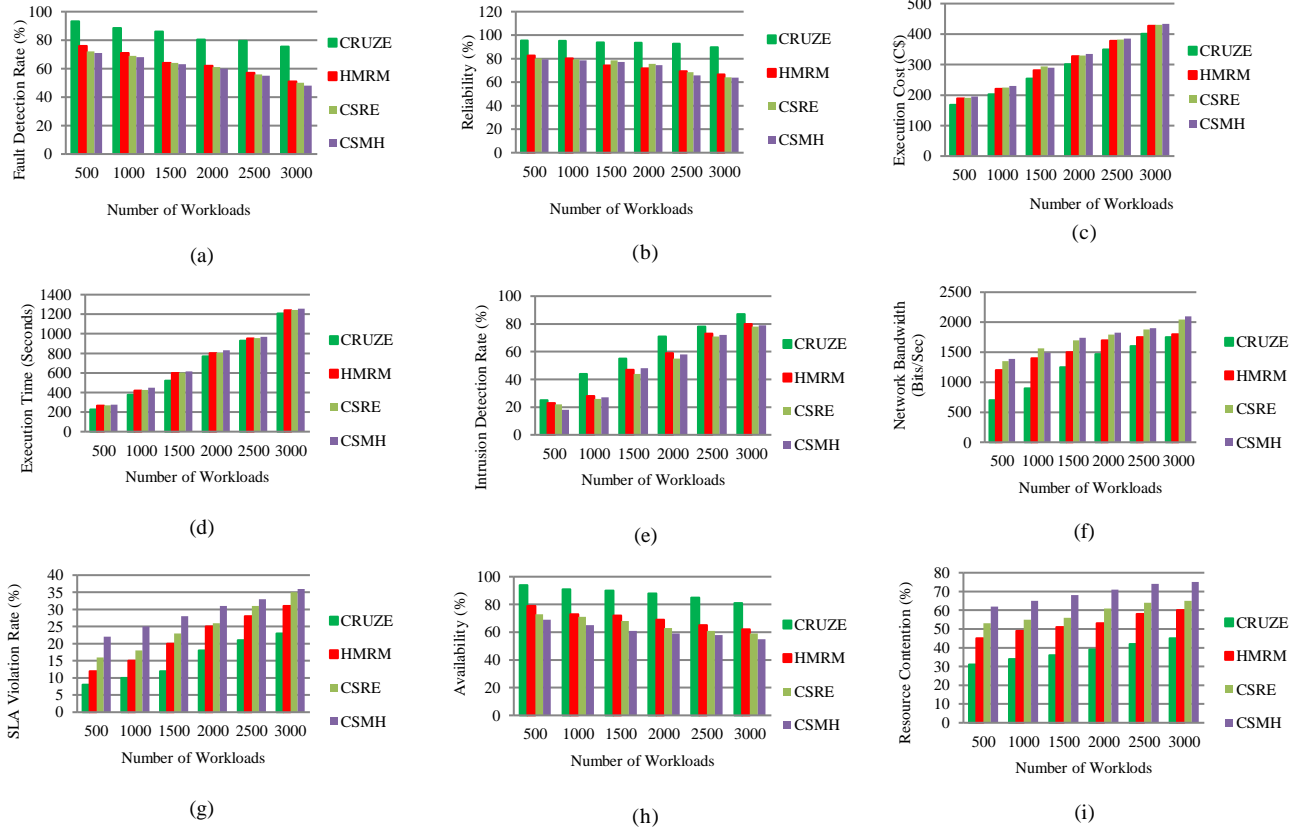 Fault Detection Rate (%)
100
80
60
40
20
0
500 1000 1500 2000 2500 3000
Number of Workloads
CRUZE
HMRM
CSRE
CSMH
(a)
Reliability (%)
120
100
80
60
40
20
0
500 1000 1500 2000 2500 3000
Number of Workloads
CRUZE
HMRM
CSRE
CSMH
(b)
Execution Cost (C$)
500
400
300
200
100
0
500 1000 1500 2000 2500 3000
Number of Workloads
CRUZE
HMRM
CSRE
CSMH
(c)
Execution Time (Seconds)
1400
1200
1000
800
600
400
200
0
500 1000 1500 2000 2500 3000
Number of Workloads
CRUZE
HMRM
CSRE
CSMH
(d)
Intrusion Detection Rate (%)
100
80
60
40
20
0
500 1000 1500 2000 2500 3000
Number of Workloads
CRUZE
HMRM
CSRE
CSMH
(e)
Network Bandwidth
(Bits/Sec)
2500
2000
1500
1000
500
0
500 1000 1500 2000 2500 3000
Number of Workloads
CRUZE
HMRM
CSRE
CSMH
(f)
SLA Violation Rate (%)
40
35
30
25
20
15
10
5
0
500 1000 1500 2000 2500 3000
Number of Workloads
CRUZE
HMRM
CSRE
CSMH
(g)
Availability (%)
100
80
60
40
20
0
500 1000 1500 2000 2500 3000
Number of Workloads
CRUZE
HMRM
CSRE
CSMH
(h)
Resource Contention (%)
80
70
60
50
40
30
20
10
0
500 1000 1500 2000 2500 3000
Number of Worklods
CRUZE
HMRM
CSRE
CSMH
(i)